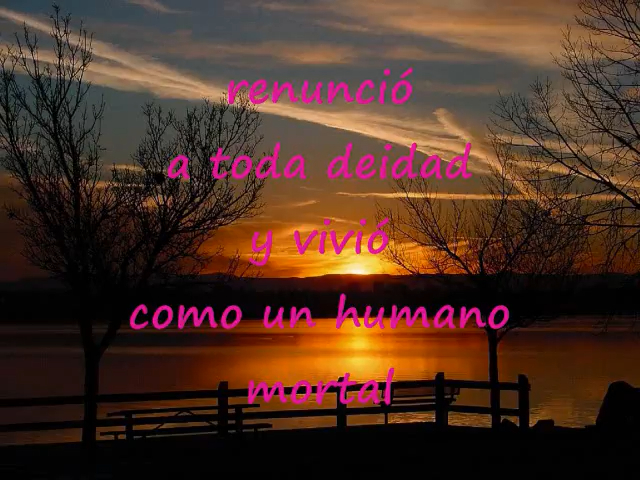 renunció
a toda deidad
y vivió
como un humano
mortal